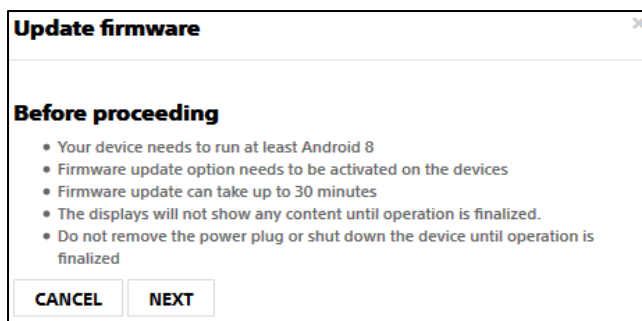 Update firmware
Before proceeding
• Your device needs to run at least Android 8
• Firmware update option needs to be activated on the devices
• Firmware update can take up to 30 minutes
• The displays will not show any content until operation is finalized.
• Do not remove the power plug or shut down the device until operation is
finalized
CANCEL NEXT